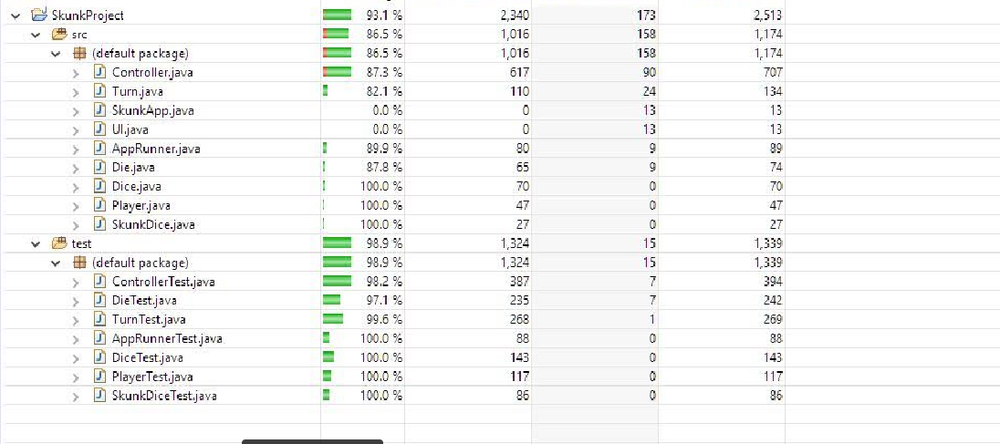 SkunkProject 93.1 % 2,340 173 2,513
src 86.5 % 1,016 158 1,174
(default package) 86.5 % 1,016 158 1,174
Controller.java 87.3 % 617 90 707
Turn.java 82.1 % 110 24 134
SkunkApp.java 0.0 % 0 13 13
UI.java 0.0 % 0 13 13
AppRunner.java 89.9 % 80 9 89
Die.java 87.8 % 65 9 74
Dice.java 100.0 % 70 0 70
Player.java 100.0 % 47 0 47
SkunkDice.java 100.0 % 27 0 27
test 98.9 % 1,324 15 1,339
(default package) 98.9 % 1,324 15 1,339
ControllerTest.java 98.2 % 387 7 394
DieTest.java 97.1 % 235 7 242
TurnTest.java 99.6 % 268 1 269
AppRunnerTest.java 100.0 % 88 0 88
DiceTest.java 100.0 % 143 0 143
PlayerTest.java 100.0 % 117 0 117
SkunkDiceTest.java 100.0 % 86 0 86